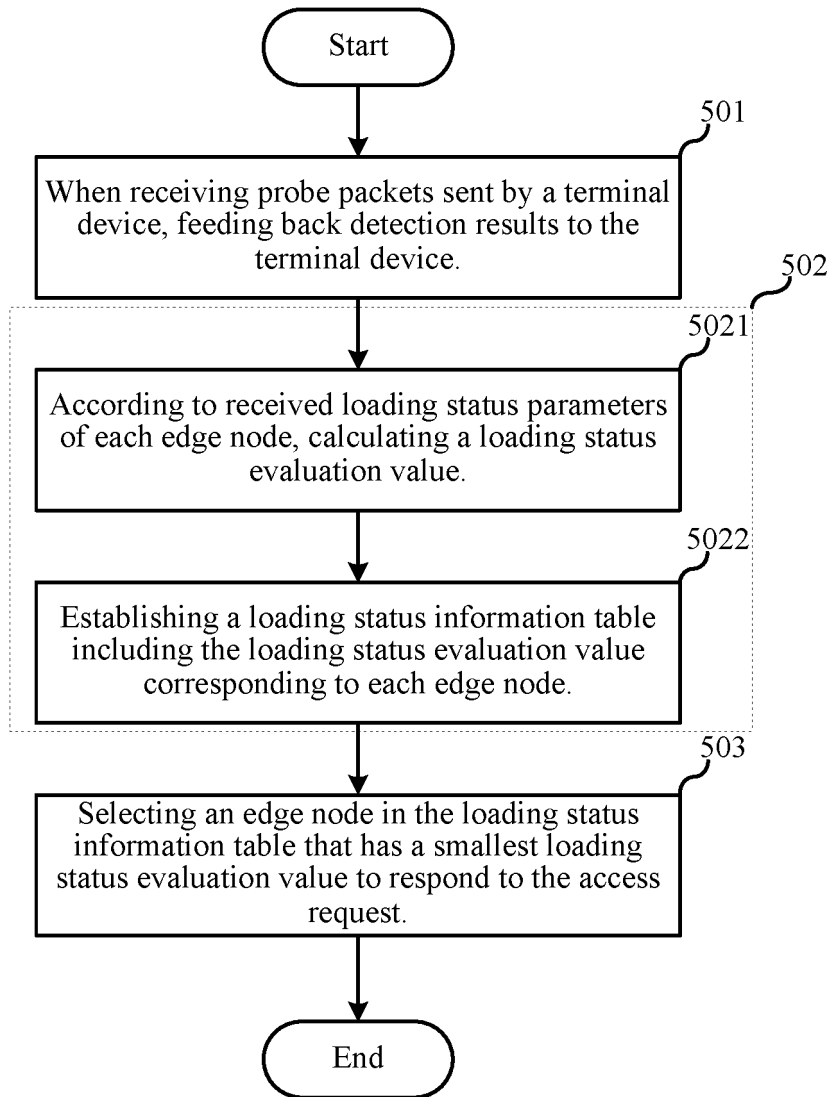 Start
501
When receiving probe packets sent by a terminal
device, feeding back detection results to the
terminal device.
502
5021
According to received loading status parameters
of each edge node, calculating a loading status
evaluation value.
5022
Establishing a loading status information table
including the loading status evaluation value
corresponding to each edge node.
503
Selecting an edge node in the loading status
information table that has a smallest loading
status evaluation value to respond to the access
request.
End